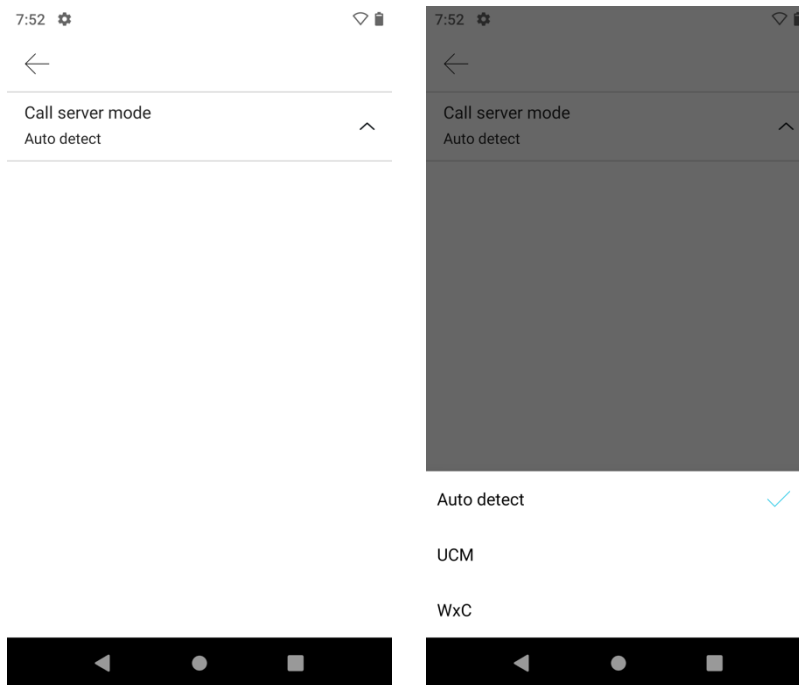 7:52
Call server mode
Auto detect
7:52
Call server mode
Auto detect
Auto detect
UCM
WxC